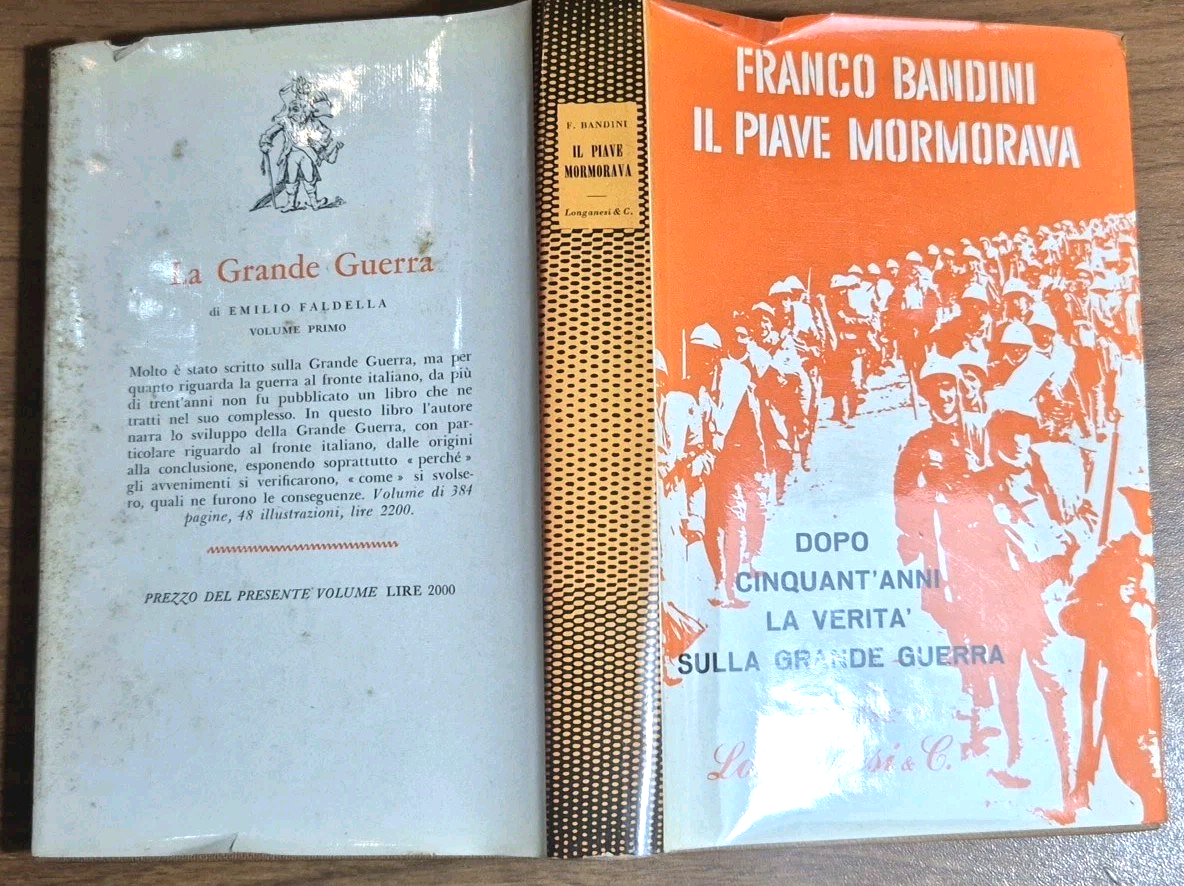 La Grande Guerra
di EMILIO FALDELLA
VOLUME PRIMO
Molto è stato scritto sulla Grande Guerra, ma per
quanto riguarda la guerra al fronte italiano, da più
di trent'anni non fu pubblicato un libro che ne
tratti nel suo complesso. In questo libro l'autore
narra lo sviluppo della Grande Guerra, con par-
ticolare riguardo al fronte italiano, dalle origini
alla conclusione, esponendo soprattutto « perché »
gli avvenimenti si verificarono, « come » si svolse-
ro, quali ne furono le conseguenze. Volume di 384
pagine, 48 illustrazioni, lire 2200.
PREZZO DEL PRESENTE VOLUME LIRE 2000
F. BANDINI
IL PIAVE
MORMORAVA
Longanesi & C.
FRANCO BANDINI
IL PIAVE MORMORAVA
DOPO
CINQUANT'ANNI
LA VERITA'
SULLA GRANDE GUERRA
& C.